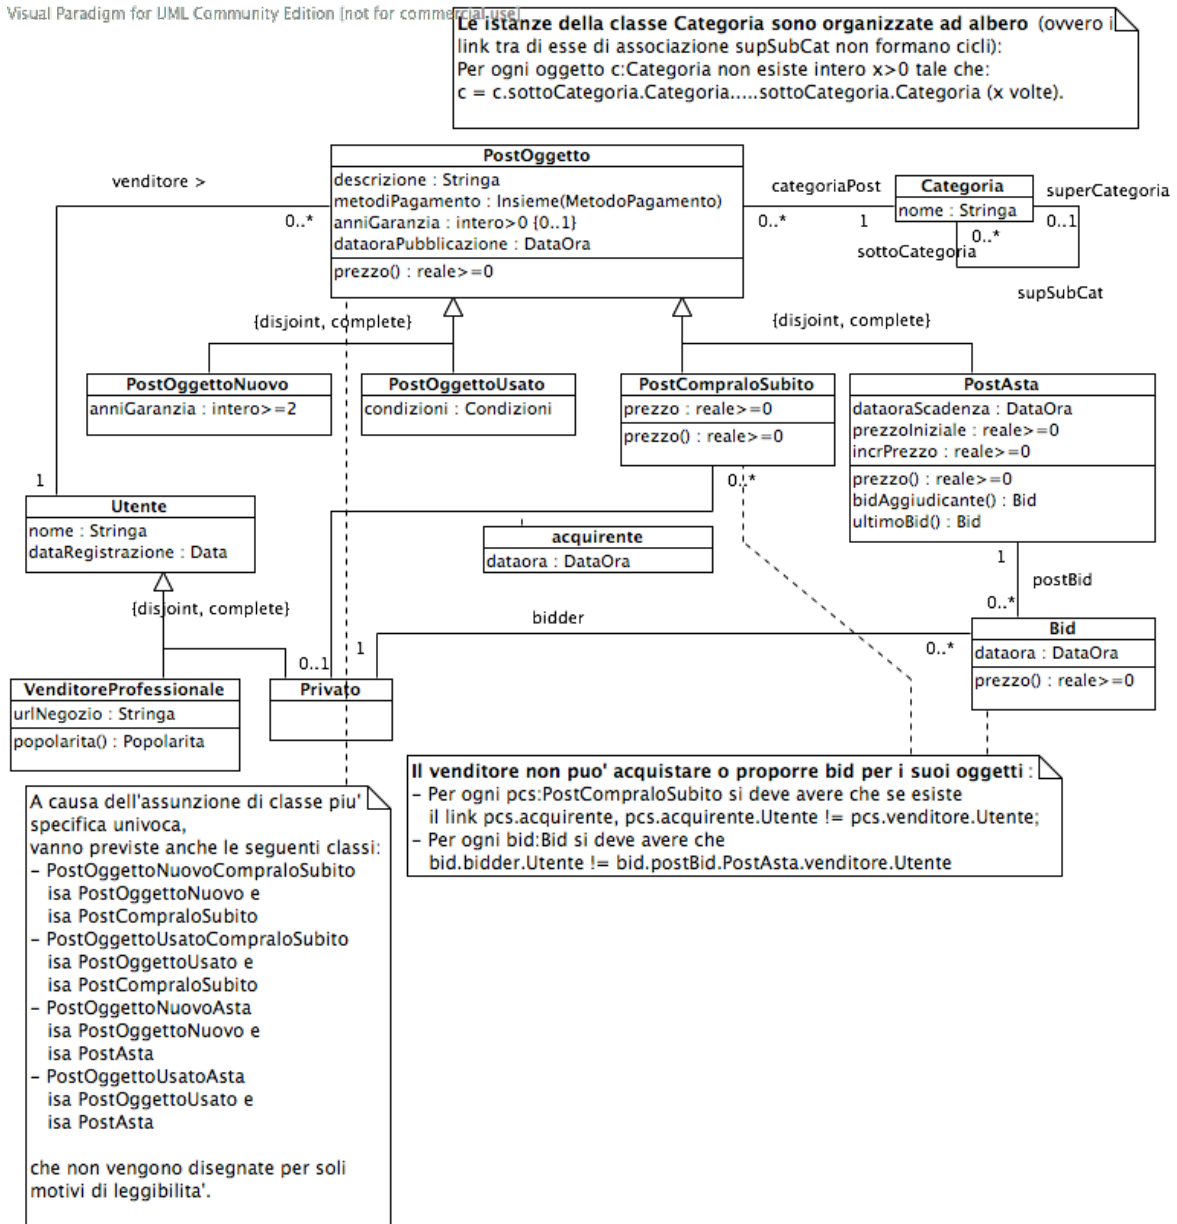 Visual Paradigm for UML Community Edition [not for commercial use]
Le istanze della classe Categoria sono organizzate ad albero (ovvero i
link tra di esse di associazione supSubCat non formano cicli):
Per ogni oggetto c:Categoria non esiste intero x>0 tale che:
c = c.sottoCategoria.Categoria.....sottoCategoria.Categoria (x volte).
PostOggetto
descrizione : Stringa
metodiPagamento : Insieme(MetodoPagamento)
anniGaranzia : intero>0 {0..1}
dataoraPubblicazione : DataOra
prezzo() : reale>=0
venditore >
0..*
categoriaPost
0..*
1
Categoria
nome : Stringa
superCategoria
0..1
0..*
sottoCategoria
supSubCat
{disjoint, complete}
{disjoint, complete}
PostOggettoNuovo
anniGaranzia : intero>=2
PostOggettoUsato
condizioni : Condizioni
PostCompraloSubito
prezzo : reale>=0
prezzo() : reale>=0
PostAsta
dataoraScadenza : DataOra
prezzoIniziale : reale>=0
incrPrezzo : reale>=0
prezzo() : reale>=0
bidAggiudicante() : Bid
ultimoBid() : Bid
1
0..*
Utente
nome : Stringa
dataRegistrazione : Data
acquirente
dataora : DataOra
1
postBid
0..*
{disjoint, complete}
bidder
1
0..*
0..1
Bid
dataora : DataOra
prezzo() : reale>=0
VenditoreProfessionale
urlNegozio : Stringa
popolarita() : Popolarita
Privato
Il venditore non puo' acquistare o proporre bid per i suoi oggetti :
- Per ogni pcs:PostCompraloSubito si deve avere che se esiste
il link pcs.acquirente, pcs.acquirente.Utente != pcs.venditore.Utente;
- Per ogni bid:Bid si deve avere che
bid.bidder.Utente != bid.postBid.PostAsta.venditore.Utente
A causa dell'assunzione di classe piu'
specifica univoca,
vanno previste anche le seguenti classi:
- PostOggettoNuovoCompraloSubito
isa PostOggettoNuovo e
isa PostCompraloSubito
- PostOggettoUsatoCompraloSubito
isa PostOggettoUsato e
isa PostCompraloSubito
- PostOggettoNuovoAsta
isa PostOggettoNuovo e
isa PostAsta
- PostOggettoUsatoAsta
isa PostOggettoUsato e
isa PostAsta
che non vengono disegnate per soli
motivi di leggibilita'.